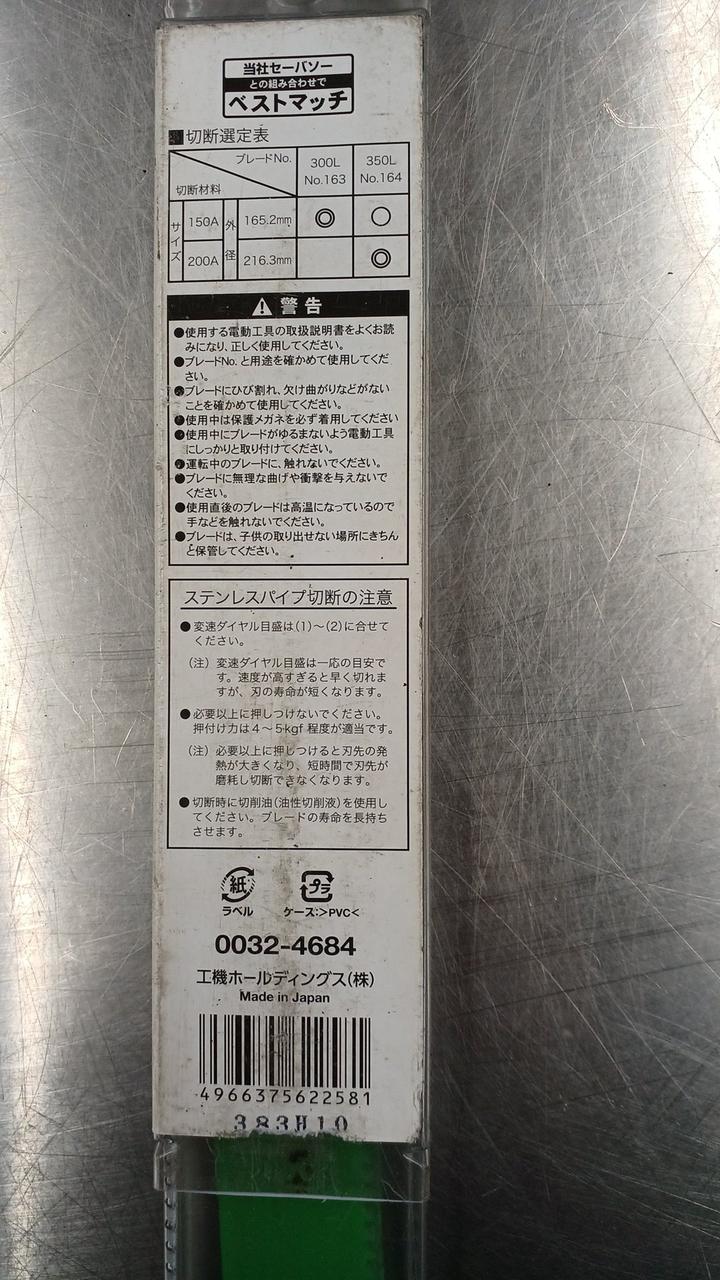 当社セーバソー
との組み合わせで
ベストマッチ
■切断選定表
ブレードNo.
切断材料
300L
No.163
350L
No.164
サイズ
150A
外径
165.2mm
◎
○
200A
216.3mm
◎
警告
●使用する電動工具の取扱説明書をよくお読
みになり、正しく使用してください。
●ブレードNo. と用途を確かめて使用してくだ
さい。
●ブレードにひび割れ、欠け曲がりなどがない
ことを確かめて使用してください。
●使用中は保護メガネを必ず着用してください
●使用中にブレードがゆるまないよう電動工具
にしっかりと取り付けてください。
●運転中のブレードに、触れないでください。
●ブレードに無理な曲げや衝撃を与えないで
ください。
●使用直後のブレードは高温になっているので
手などを触れないでください。
●ブレードは、子供の取り出せない場所にきちん
と保管してください。
ステンレスパイプ切断の注意
●変速ダイヤル目盛は(1)～(2)に合せて
ください。
(注) 変速ダイヤル目盛は一応の目安で
す。速度が高すぎると早く切れま
すが、刃の寿命が短くなります。
●必要以上に押しつけないでください。
押付け力は4～5kgf 程度が適当です。
(注) 必要以上に押しつけると刃先の発
熱が大きくなり、短時間で刃先が
磨耗し切断できなくなります。
●切断時に切削油(油性切削液)を使用し
てください。ブレードの寿命を長持ち
させます。
紙
ラベル
プラ
ケース:>PVC<
0032-4684
工機ホールディングス(株)
Made in Japan
4966375622581
383H10